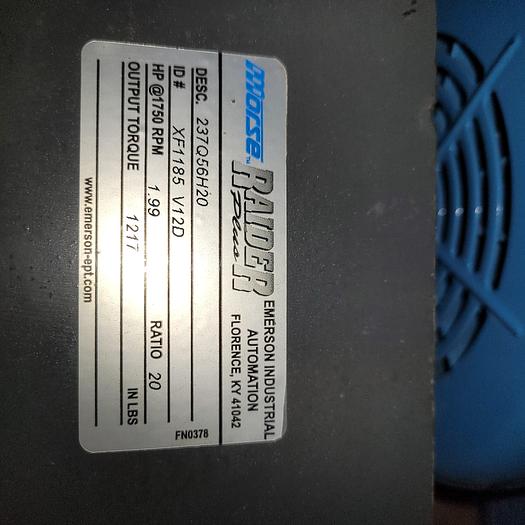 Morse™ RAIDER Plus
EMERSON INDUSTRIAL
AUTOMATION
FLORENCE, KY 41042
DESC. 237Q56H20
ID # XF1185 V12D
HP @1750 RPM 1.99 RATIO 20
OUTPUT TORQUE 1217 IN LBS
www.emerson-ept.com
FN0378